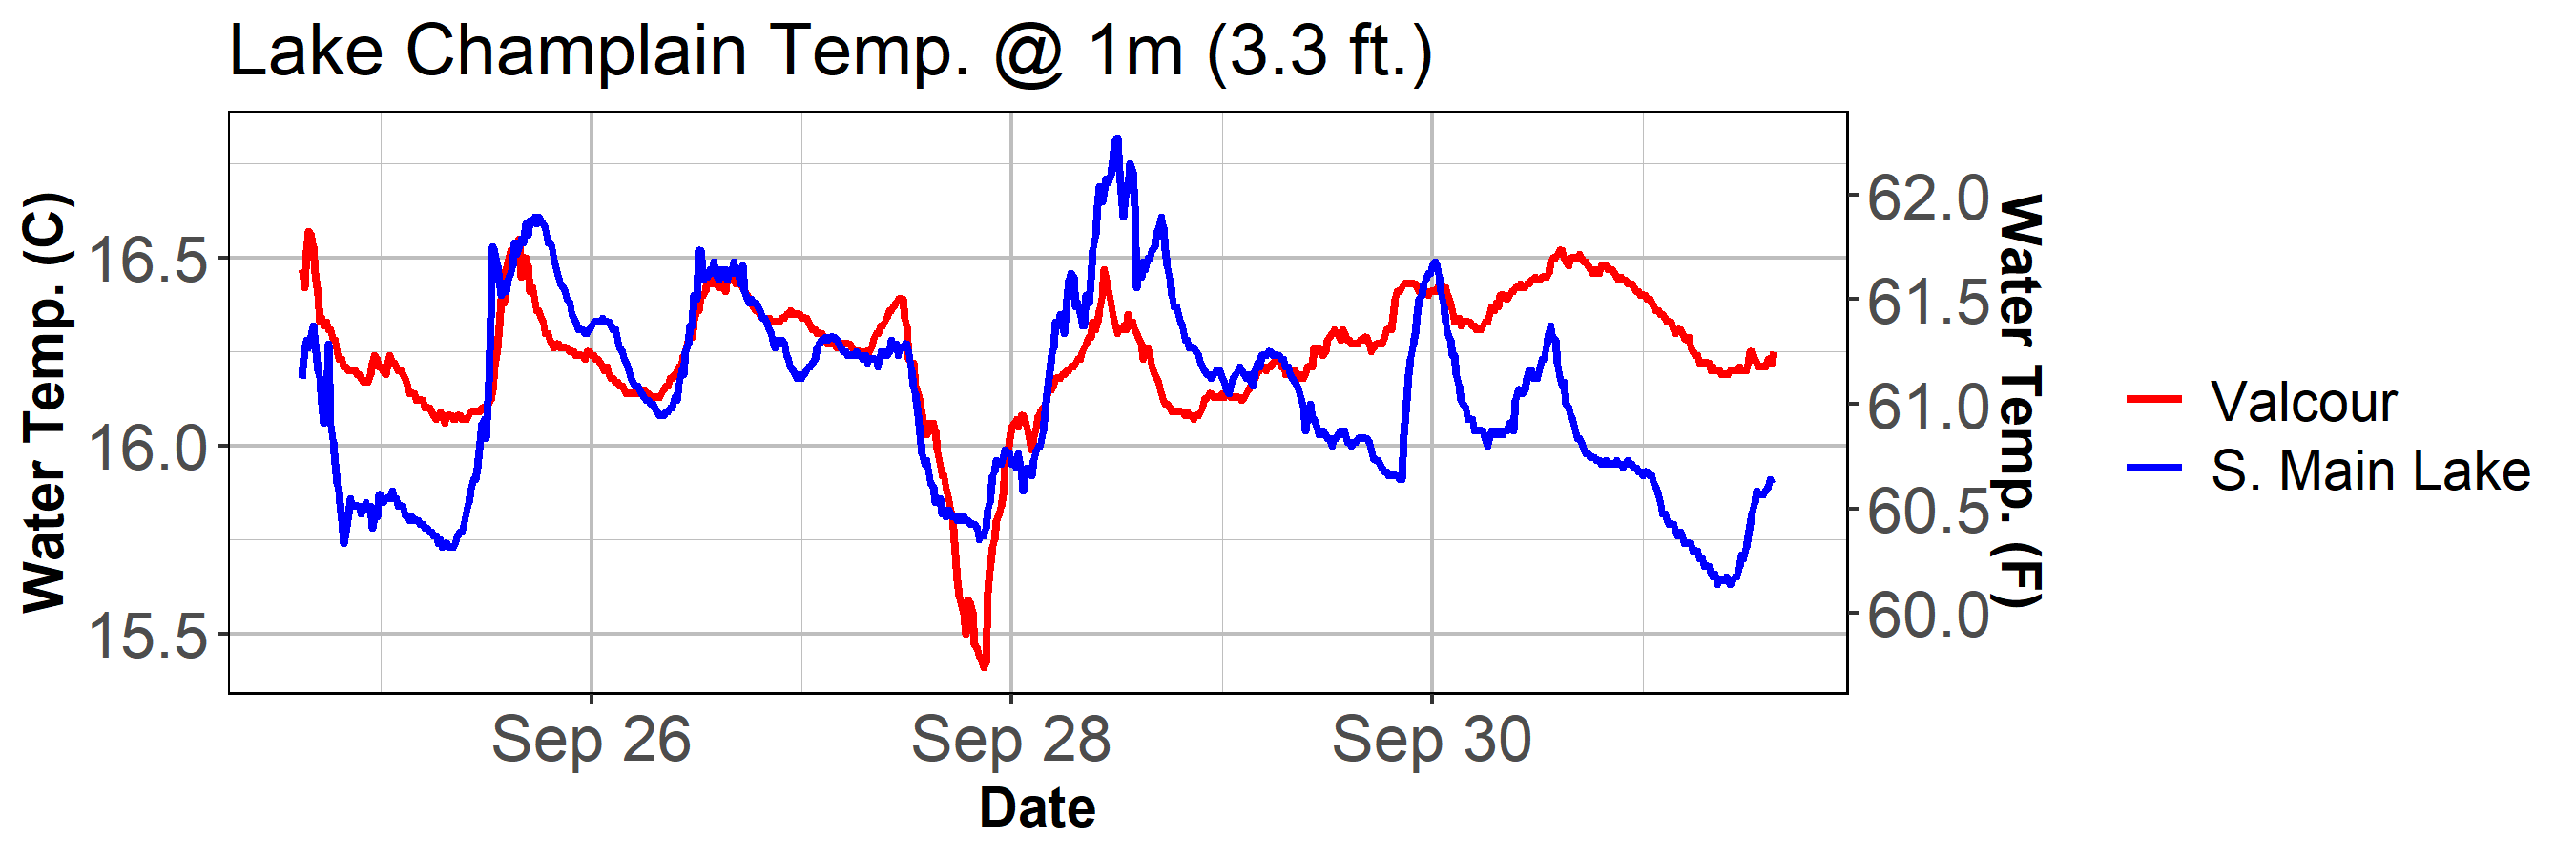 Lake Champlain Temp. @ 1m (3.3 ft.)
Water Temp. (C)
16.5
16.0
15.5
62.0
61.5
61.0
60.5
60.0
Water Temp. (F)
Sep 26
Sep 28
Sep 30
Date
Valcour
S. Main Lake